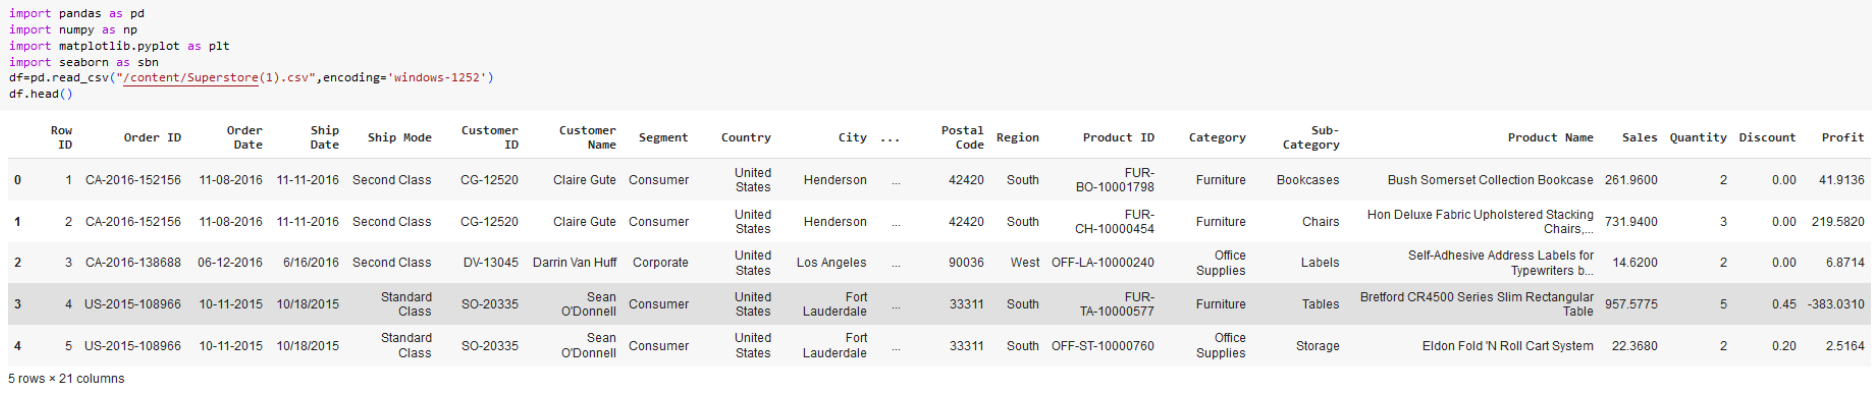 import pandas as pd
import numpy as np
import matplotlib.pyplot as plt
import seaborn as sbn
df=pd.read_csv("/content/Superstore(1).csv",encoding='windows-1252')
df.head()
Row ID Order ID Order Date Ship Date Ship Mode Customer ID Customer Name Segment Country City ... Postal Code Region Product ID Category Sub-Category Product Name Sales Quantity Discount Profit
0 1 CA-2016-152156 11-08-2016 11-11-2016 Second Class CG-12520 Claire Gute Consumer United States Henderson ... 42420 South FUR-BO-10001798 Furniture Bookcases Bush Somerset Collection Bookcase 261.9600 2 0.00 41.9136
1 2 CA-2016-152156 11-08-2016 11-11-2016 Second Class CG-12520 Claire Gute Consumer United States Henderson ... 42420 South FUR-CH-10000454 Furniture Chairs Hon Deluxe Fabric Upholstered Stacking Chairs,... 731.9400 3 0.00 219.5820
2 3 CA-2016-138688 06-12-2016 6/16/2016 Second Class DV-13045 Darrin Van Huff Corporate United States Los Angeles ... 90036 West OFF-LA-10000240 Office Supplies Labels Self-Adhesive Address Labels for Typewriters b... 14.6200 2 0.00 6.8714
3 4 US-2015-108966 10-11-2015 10/18/2015 Standard Class SO-20335 Sean O'Donnell Consumer United States Fort Lauderdale ... 33311 South FUR-TA-10000577 Furniture Tables Bretford CR4500 Series Slim Rectangular Table 957.5775 5 0.45 -383.0310
4 5 US-2015-108966 10-11-2015 10/18/2015 Standard Class SO-20335 Sean O'Donnell Consumer United States Fort Lauderdale ... 33311 South OFF-ST-10000760 Office Supplies Storage Eldon Fold 'N Roll Cart System 22.3680 2 0.20 2.5164
5 rows × 21 columns